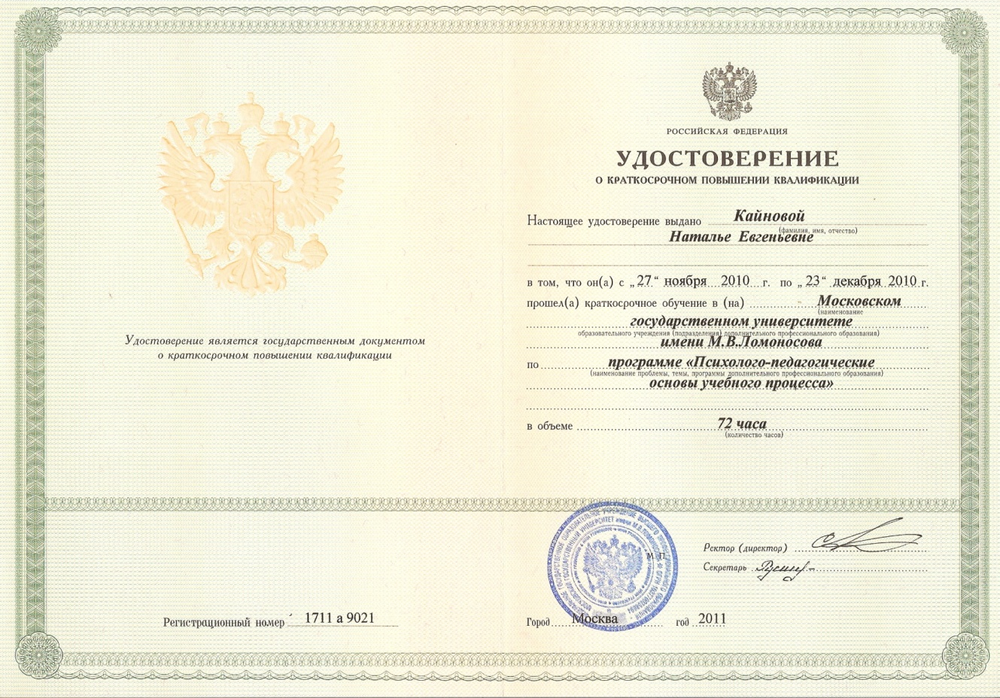 Удостоверение является государственным документом
о краткосрочном повышении квалификации
Регистрационный номер 1711 а 9021
РОССИЙСКАЯ ФЕДЕРАЦИЯ
УДОСТОВЕРЕНИЕ
О КРАТКОСРОЧНОМ ПОВЫШЕНИИ КВАЛИФИКАЦИИ
Настоящее удостоверение выдано Кайновой
(фамилия, имя, отчество)
Наталье Евгеньевне
в том, что он(а) с „27“ ноября 2010 г. по „23“ декабря 2010 г.
прошел(а) краткосрочное обучение в (на) Московском
(наименование
государственном университете
образовательного учреждения (подразделения) дополнительного профессионального образования)
имени М.В.Ломоносова
по программе «Психолого-педагогические
(наименование проблемы, темы, программы дополнительного профессионального образования)
основы учебного процесса»
в объеме 72 часа
(количество часов)
М. П.
Ректор (директор)
Секретарь
Город Москва год 2011